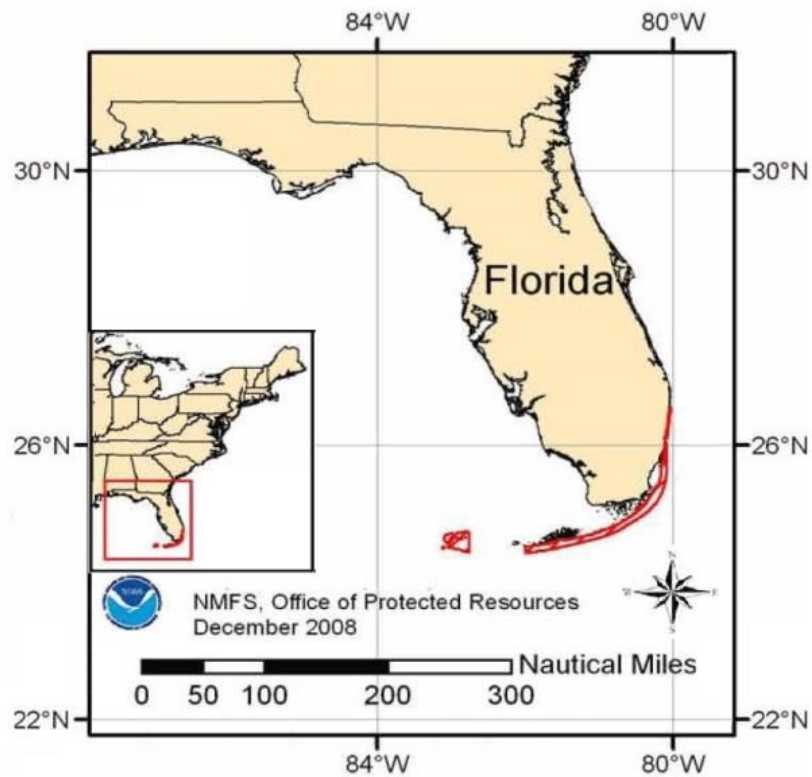 84°W 80°W
30°N 30°N
Florida
26°N 26°N
N
W E
S
NOAA
NMFS, Office of Protected Resources
December 2008
Nautical Miles
0 50 100 200 300
22°N 22°N
84°W 80°W